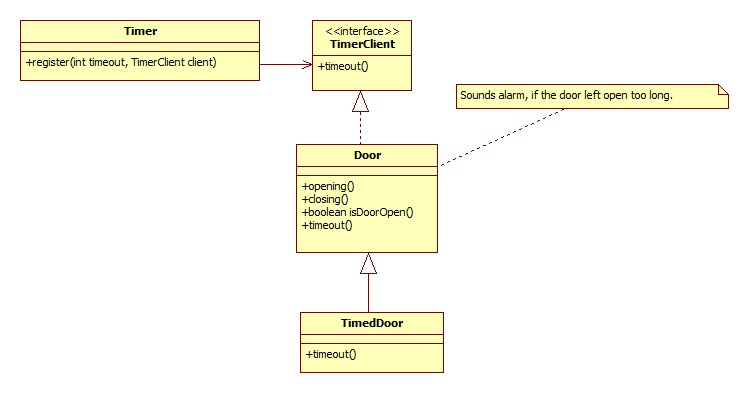 Timer
+register(int timeout, TimerClient client)
<<interface>>
TimerClient
+timeout()
Sounds alarm, if the door left open too long.
Door
+opening()
+closing()
+boolean isDoorOpen()
+timeout()
TimedDoor
+timeout()